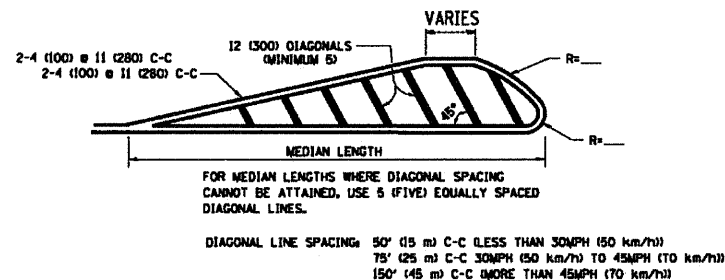 VARIES
2-4 (100) @ 11 (280) C-C
2-4 (100) @ 11 (280) C-C
12 (300) DIAGONALS
(MINIMUM 5)
R=___
45°
R=___
MEDIAN LENGTH
FOR MEDIAN LENGTHS WHERE DIAGONAL SPACING
CANNOT BE ATTAINED, USE 5 (FIVE) EQUALLY SPACED
DIAGONAL LINES.
DIAGONAL LINE SPACING: 50' (15 m) C-C (LESS THAN 30MPH (50 km/h))
75' (25 m) C-C 30MPH (50 km/h) TO 45MPH (TO km/h))
150' (45 m) C-C (MORE THAN 45MPH (70 km/h))